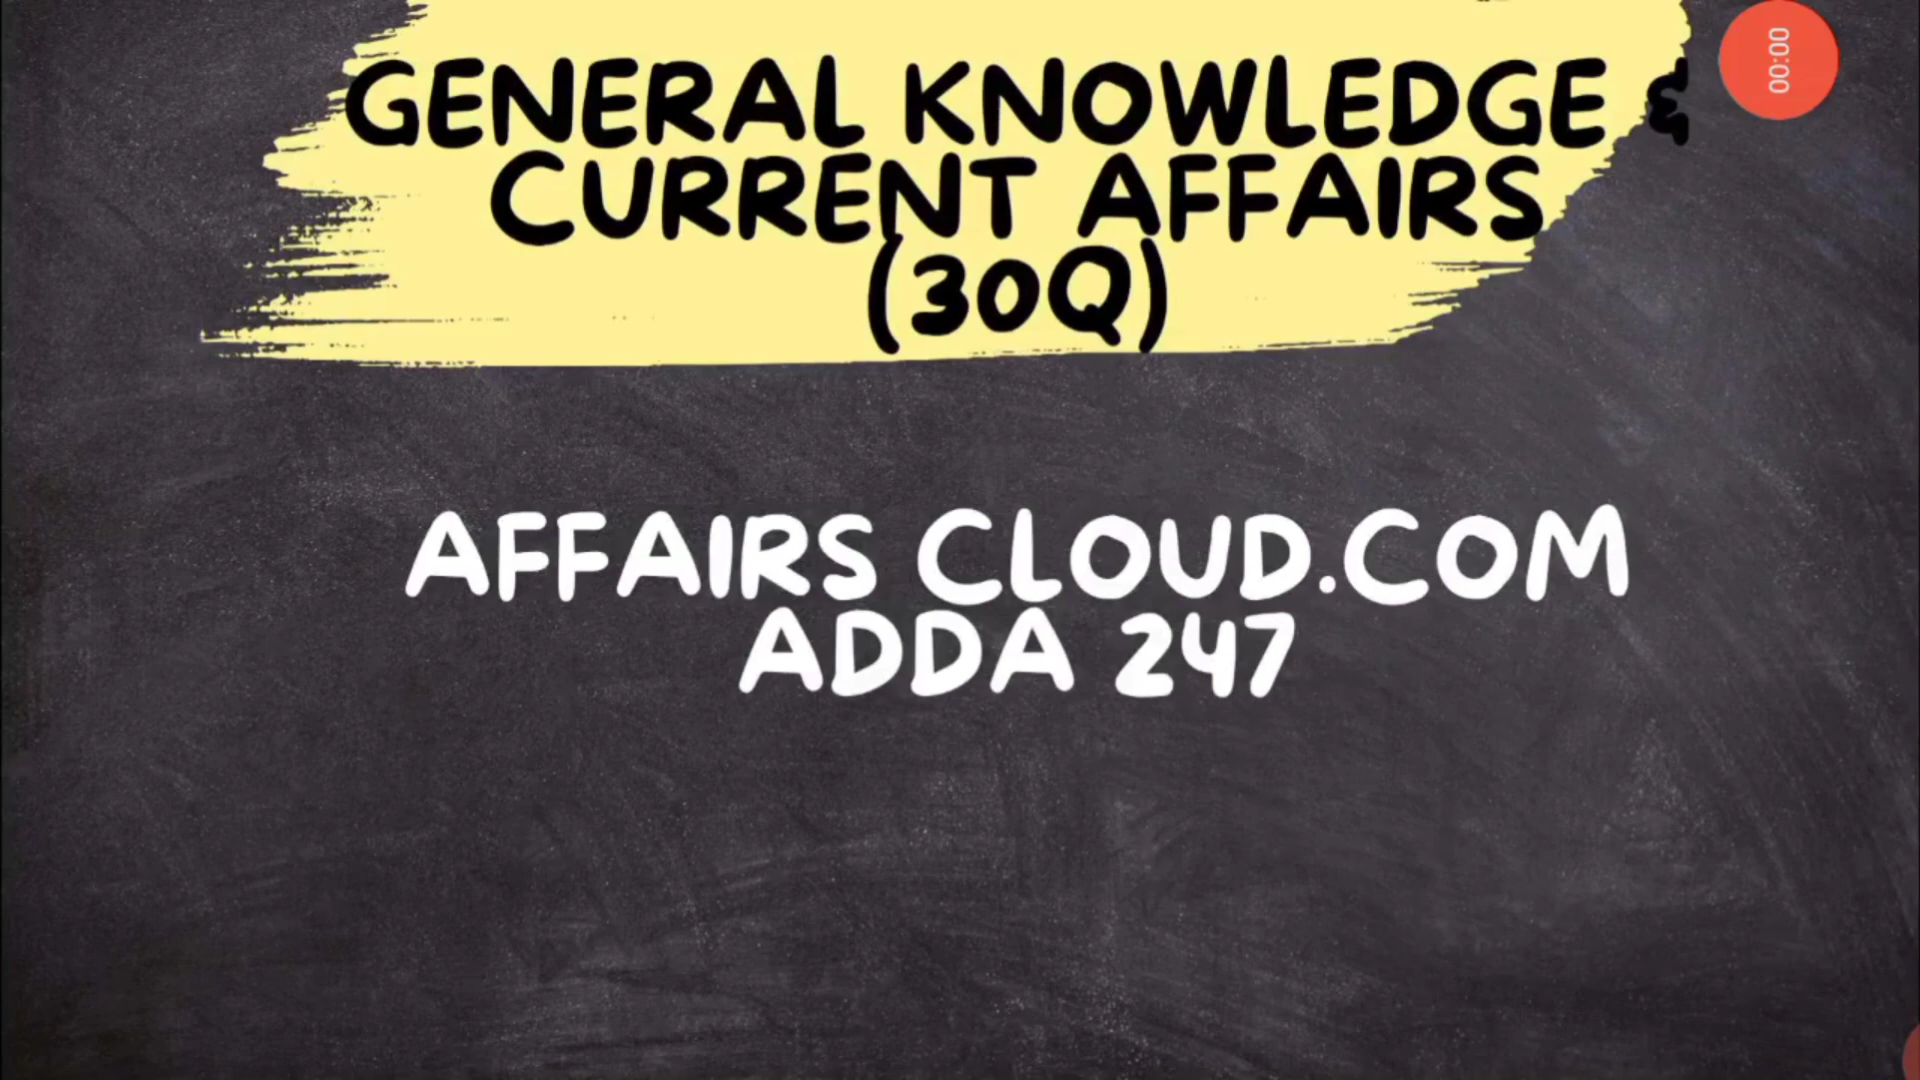 GENERAL KNOWLEDGE &
CURRENT AFFAIRS
(30Q)
00:00
AFFAIRS CLOUD.COM
ADDA 247